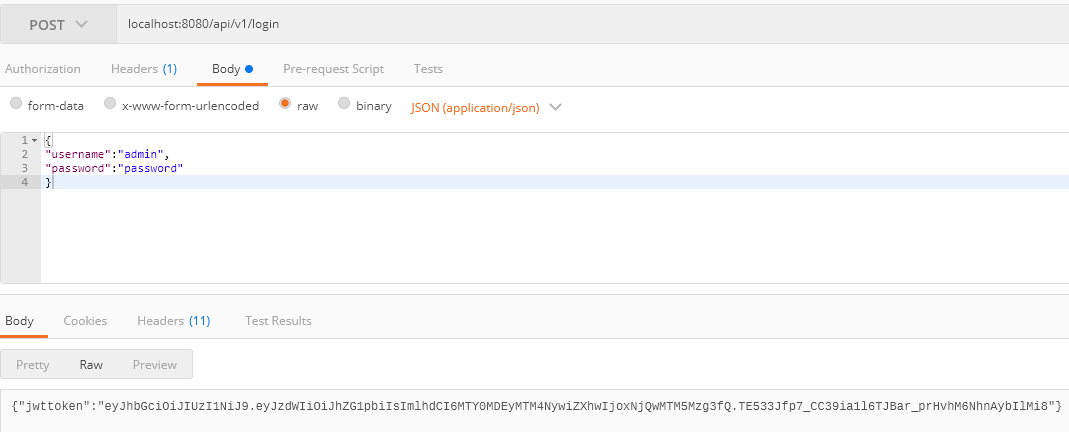 POST localhost:8080/api/v1/login
Authorization Headers (1) Body Pre-request Script Tests
form-data x-www-form-urlencoded raw binary JSON (application/json)
1 {
2 "username":"admin",
3 "password":"password"
4 }
Body Cookies Headers (11) Test Results
Pretty Raw Preview
{"jwttoken":"eyJhbGciOiJIUzI1NiJ9.eyJzdWIiOiJhZG1pbiIsImlhdCI6MTY0MDEyMTM4NywiZXhwIjoxNjQwMTM5Mzg3fQ.TE533Jfp7_CC39ia1l6TJBar_prHvhM6NhnAybIlMi8"}